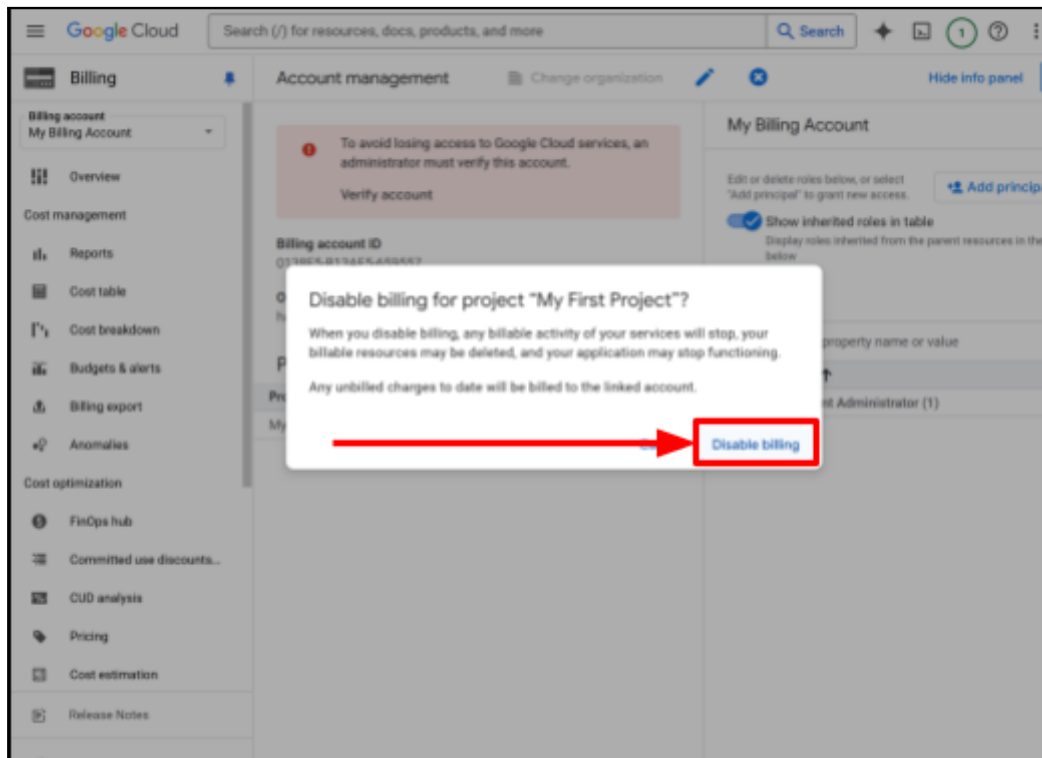 Google Cloud
Search (/) for resources, docs, products, and more
Search
1
Billing
Account management
Change organization
Hide info panel
Billing account
My Billing Account
Overview
Cost management
Reports
Cost table
Cost breakdown
Budgets & alerts
Billing export
Anomalies
Cost optimization
FinOps hub
Committed use discounts...
CUD analysis
Pricing
Cost estimation
Release Notes
To avoid losing access to Google Cloud services, an
administrator must verify this account.
Verify account
Billing account ID
Disable billing for project "My First Project"?
When you disable billing, any billable activity of your services will stop, your
billable resources may be deleted, and your application may stop functioning.
Any unbilled charges to date will be billed to the linked account.
Disable billing
My Billing Account
Edit or delete roles below, or select
"Add principal" to grant new access.
Add princip
Show inherited roles in table
Display roles inherited from the parent resources in the
below
property name or value
nt Administrator (1)